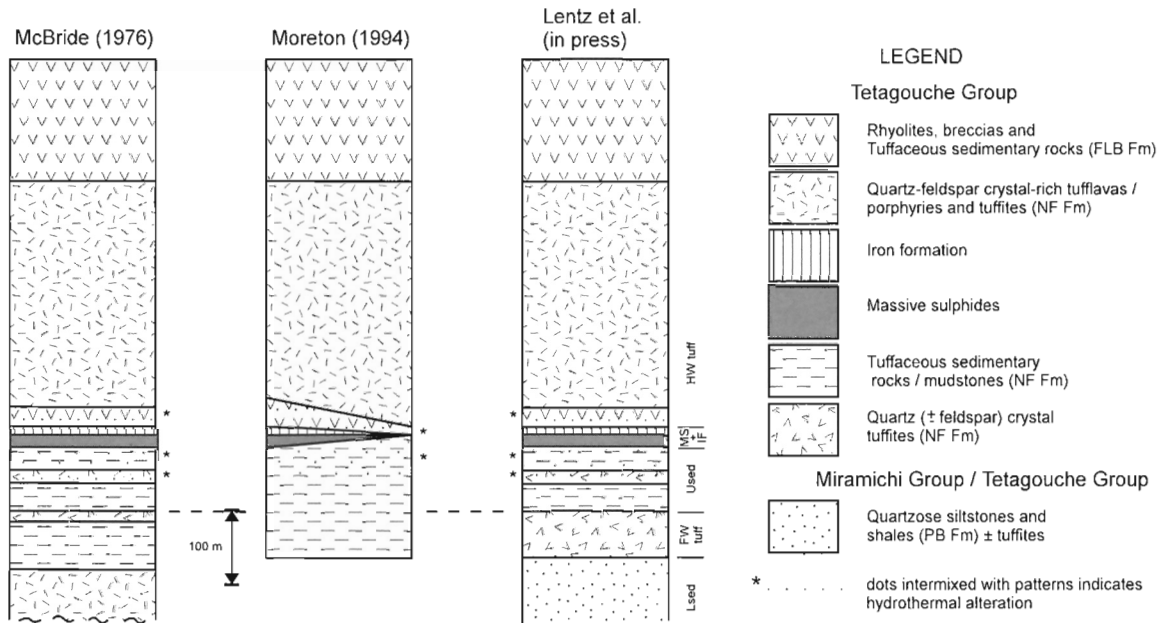 McBride (1976)
Moreton (1994)
Lentz et al.
(in press)
*
*
*
100 m
*
*
*
*
*
HW tuff
MS
+
IF
Used
FW
tuff
Lsed
LEGEND
Tetagouche Group
Rhyolites, breccias and
Tuffaceous sedimentary rocks (FLB Fm)
Quartz-feldspar crystal-rich tufflavas /
porphyries and tuffites (NF Fm)
Iron formation
Massive sulphides
Tuffaceous sedimentary
rocks / mudstones (NF Fm)
Quartz (± feldspar) crystal
tuffites (NF Fm)
Miramichi Group / Tetagouche Group
Quartzose siltstones and
shales (PB Fm) ± tuffites
* dots intermixed with patterns indicates
hydrothermal alteration